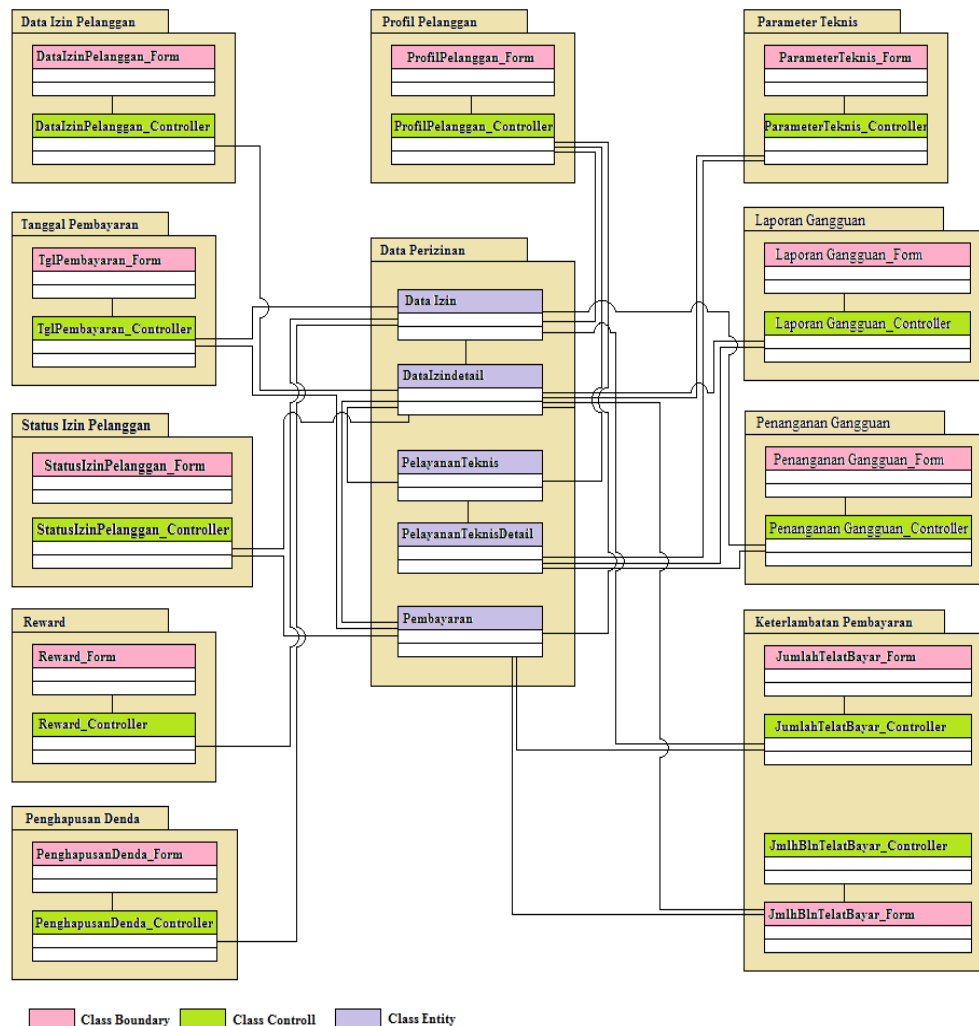 Data Izin Pelanggan
DataIzinPelanggan_Form
DataIzinPelanggan_Controller
Profil Pelanggan
ProfilPelanggan_Form
ProfilPelanggan_Controller
Parameter Teknis
ParameterTeknis_Form
ParameterTeknis_Controller
Tanggal Pembayaran
TglPembayaran_Form
TglPembayaran_Controller
Data Perizinan
Data Izin
DataIzindetail
PelayananTeknis
PelayananTeknisDetail
Pembayaran
Laporan Gangguan
Laporan Gangguan_Form
Laporan Gangguan_Controller
Status Izin Pelanggan
StatusIzinPelanggan_Form
StatusIzinPelanggan_Controller
Penanganan Gangguan
Penanganan Gangguan_Form
Penanganan Gangguan_Controller
Reward
Reward_Form
Reward_Controller
Keterlambatan Pembayaran
JumlahTelatBayar_Form
JumlahTelatBayar_Controller
JmlhBlnTelatBayar_Controller
JmlhBlnTelatBayar_Form
Penghapusan Denda
PenghapusanDenda_Form
PenghapusanDenda_Controller
Class Boundary
Class Controll
Class Entity